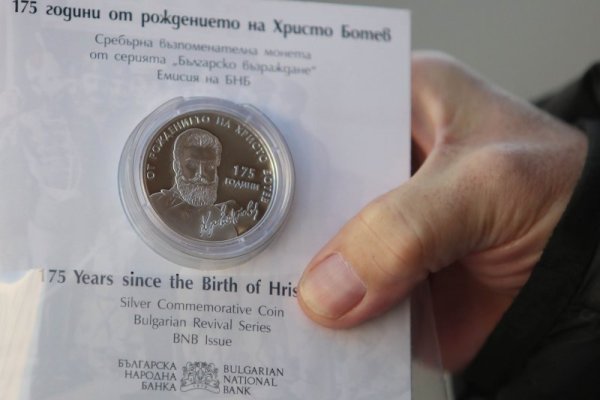 175 години от рождението на Христо Ботев
Сребърна възпоменателна монета
от серията „Българско възраждане“
Емисия на БНБ
ОТ РОЖДЕНИЕТО НА ХРИСТО БОТЕВ
175
ГОДИНИ
175 Years since the Birth of Hris
Silver Commemorative Coin
Bulgarian Revival Series
BNB Issue
БЪЛГАРСКА
НАРОДНА
БАНКА
BULGARIAN
NATIONAL
BANK